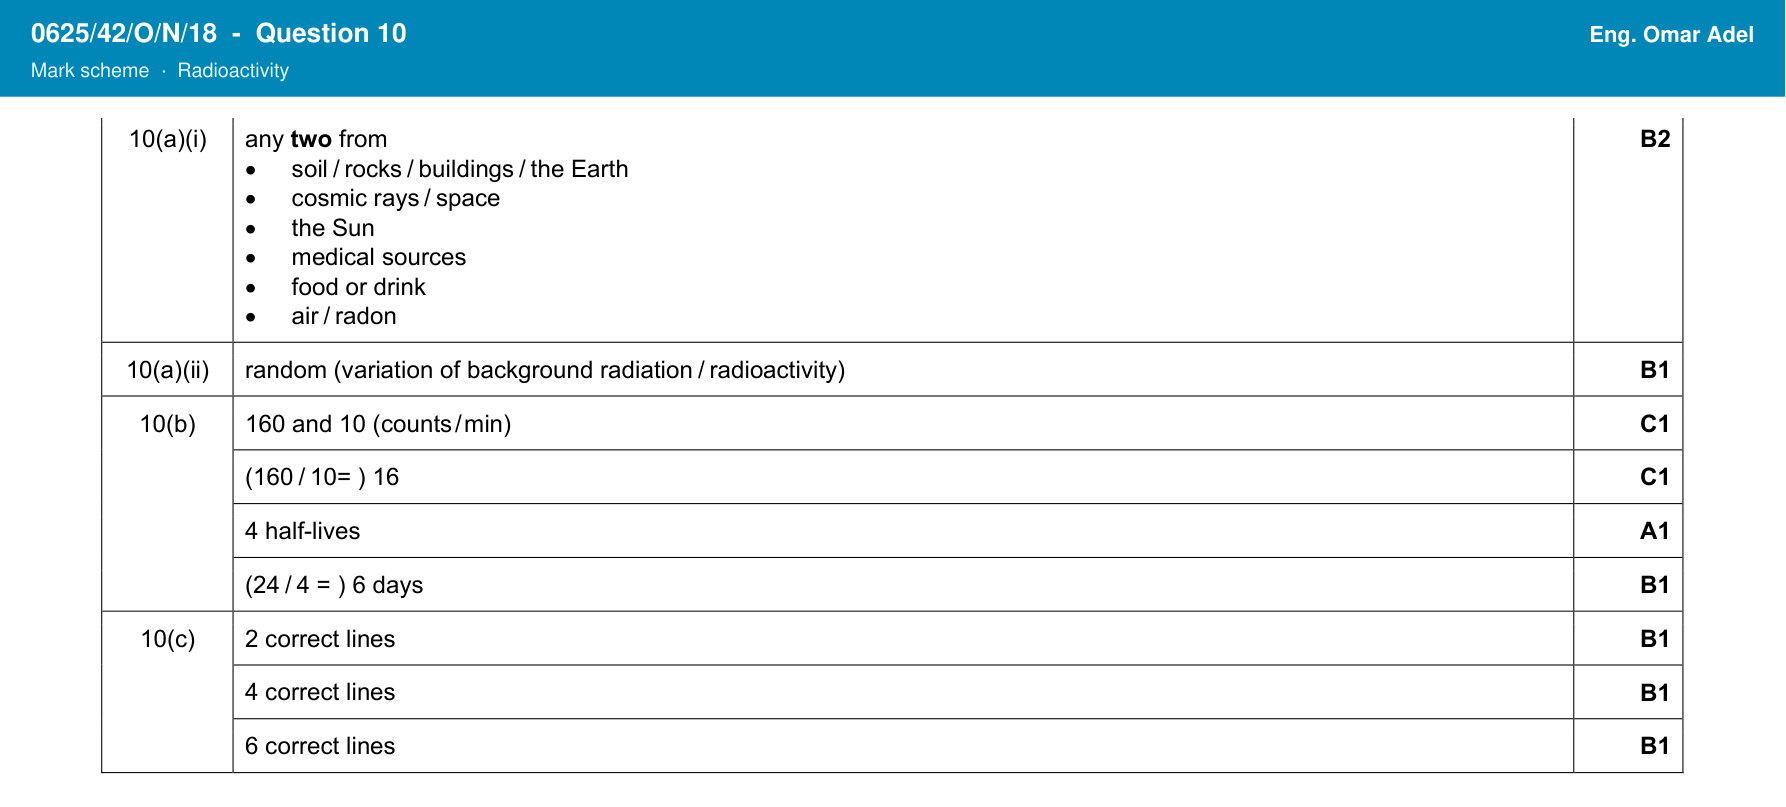 0625/42/O/N/18 - Question 10
Eng. Omar Adel
Mark scheme · Radioactivity
10(a)(i) any two from B2
• soil / rocks / buildings / the Earth
• cosmic rays / space
• the Sun
• medical sources
• food or drink
• air / radon
10(a)(ii) random (variation of background radiation / radioactivity) B1
10(b) 160 and 10 (counts / min) C1
(160 / 10= ) 16 C1
4 half-lives A1
(24 / 4 = ) 6 days B1
10(c) 2 correct lines B1
4 correct lines B1
6 correct lines B1